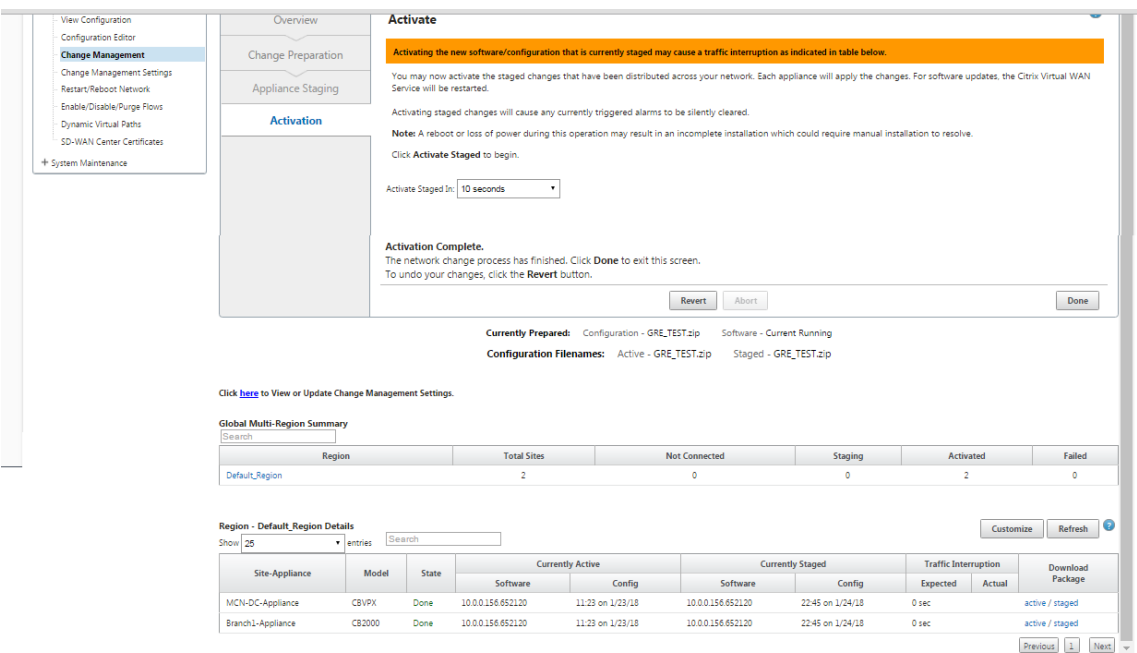 View Configuration
Configuration Editor
Change Management
Change Management Settings
Restart/Reboot Network
Enable/Disable/Purge Flows
Dynamic Virtual Paths
SD-WAN Center Certificates
+ System Maintenance
Overview
Change Preparation
Appliance Staging
Activation
Activate
Activating the new software/configuration that is currently staged may cause a traffic interruption as indicated in table below.
You may now activate the staged changes that have been distributed across your network. Each appliance will apply the changes. For software updates, the Citrix Virtual WAN
Service will be restarted.
Activating staged changes will cause any currently triggered alarms to be silently cleared.
Note: A reboot or loss of power during this operation may result in an incomplete installation which could require manual installation to resolve.
Click Activate Staged to begin.
Activate Staged In: 10 seconds
Activation Complete.
The network change process has finished. Click Done to exit this screen.
To undo your changes, click the Revert button.
Revert Abort Done
Currently Prepared: Configuration - GRE_TEST.zip Software - Current Running
Configuration Filenames: Active - GRE_TEST.zip Staged - GRE_TEST.zip
Click here to View or Update Change Management Settings.
Global Multi-Region Summary
Search
Region Total Sites Not Connected Staging Activated Failed
Default_Region 2 0 0 2 0
Region - Default_Region Details
Customize Refresh ?
Show 25 entries Search
Site-Appliance Model State Currently Active Currently Staged Traffic Interruption Download Package
Software Config Software Config Expected Actual
MCN-DC-Appliance CBVPX Done 10.0.0.156.652120 11:23 on 1/23/18 10.0.0.156.652120 22:45 on 1/24/18 0 sec active / staged
Branch1-Appliance CB2000 Done 10.0.0.156.652120 11:23 on 1/23/18 10.0.0.156.652120 22:45 on 1/24/18 0 sec active / staged
Previous 1 Next